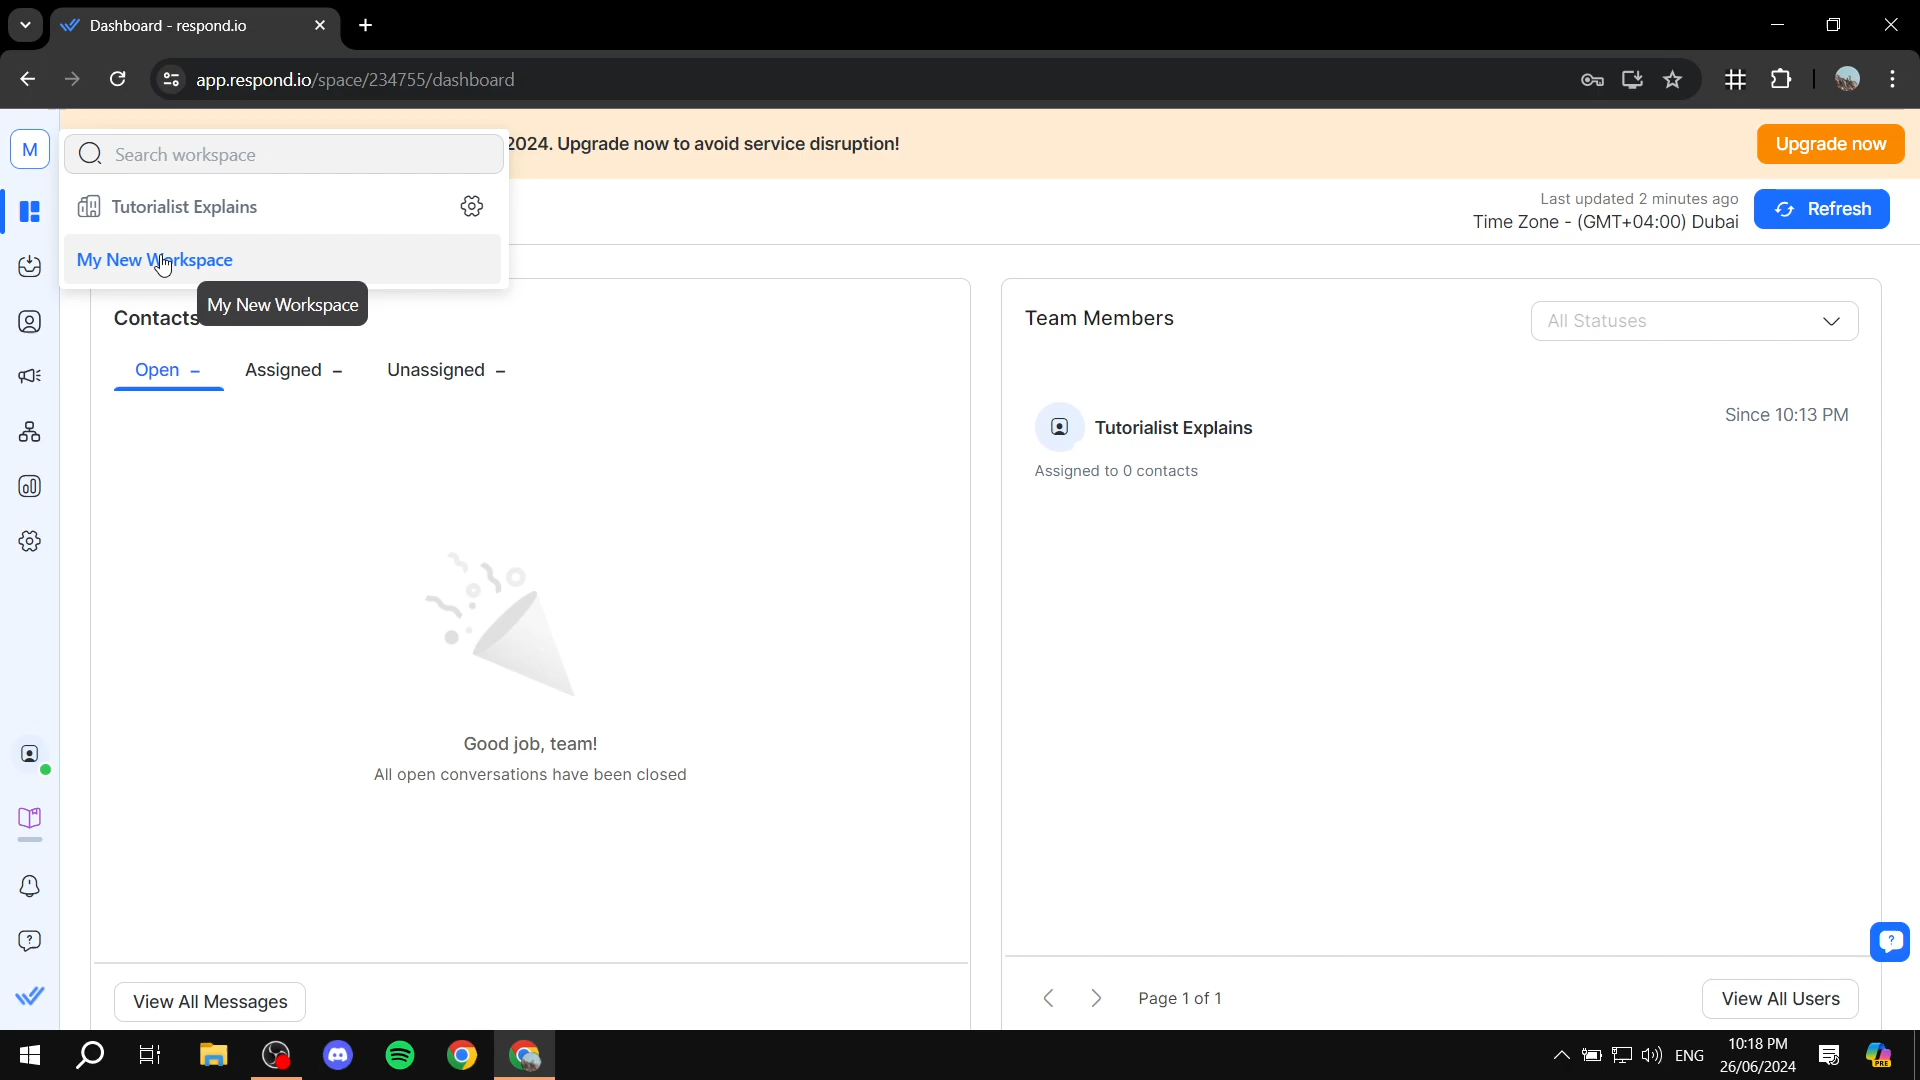 Dashboard - respond.io
app.respond.io/space/234755/dashboard
M
Search workspace
2024. Upgrade now to avoid service disruption!
Upgrade now
Tutorialist Explains
Last updated 2 minutes ago
Time Zone - (GMT+04:00) Dubai
Refresh
My New Workspace
My New Workspace
Contacts
Open –
Assigned –
Unassigned –
Good job, team!
All open conversations have been closed
View All Messages
Team Members
All Statuses
Tutorialist Explains
Since 10:13 PM
Assigned to 0 contacts
Page 1 of 1
View All Users
ENG
10:18 PM
26/06/2024
PRE